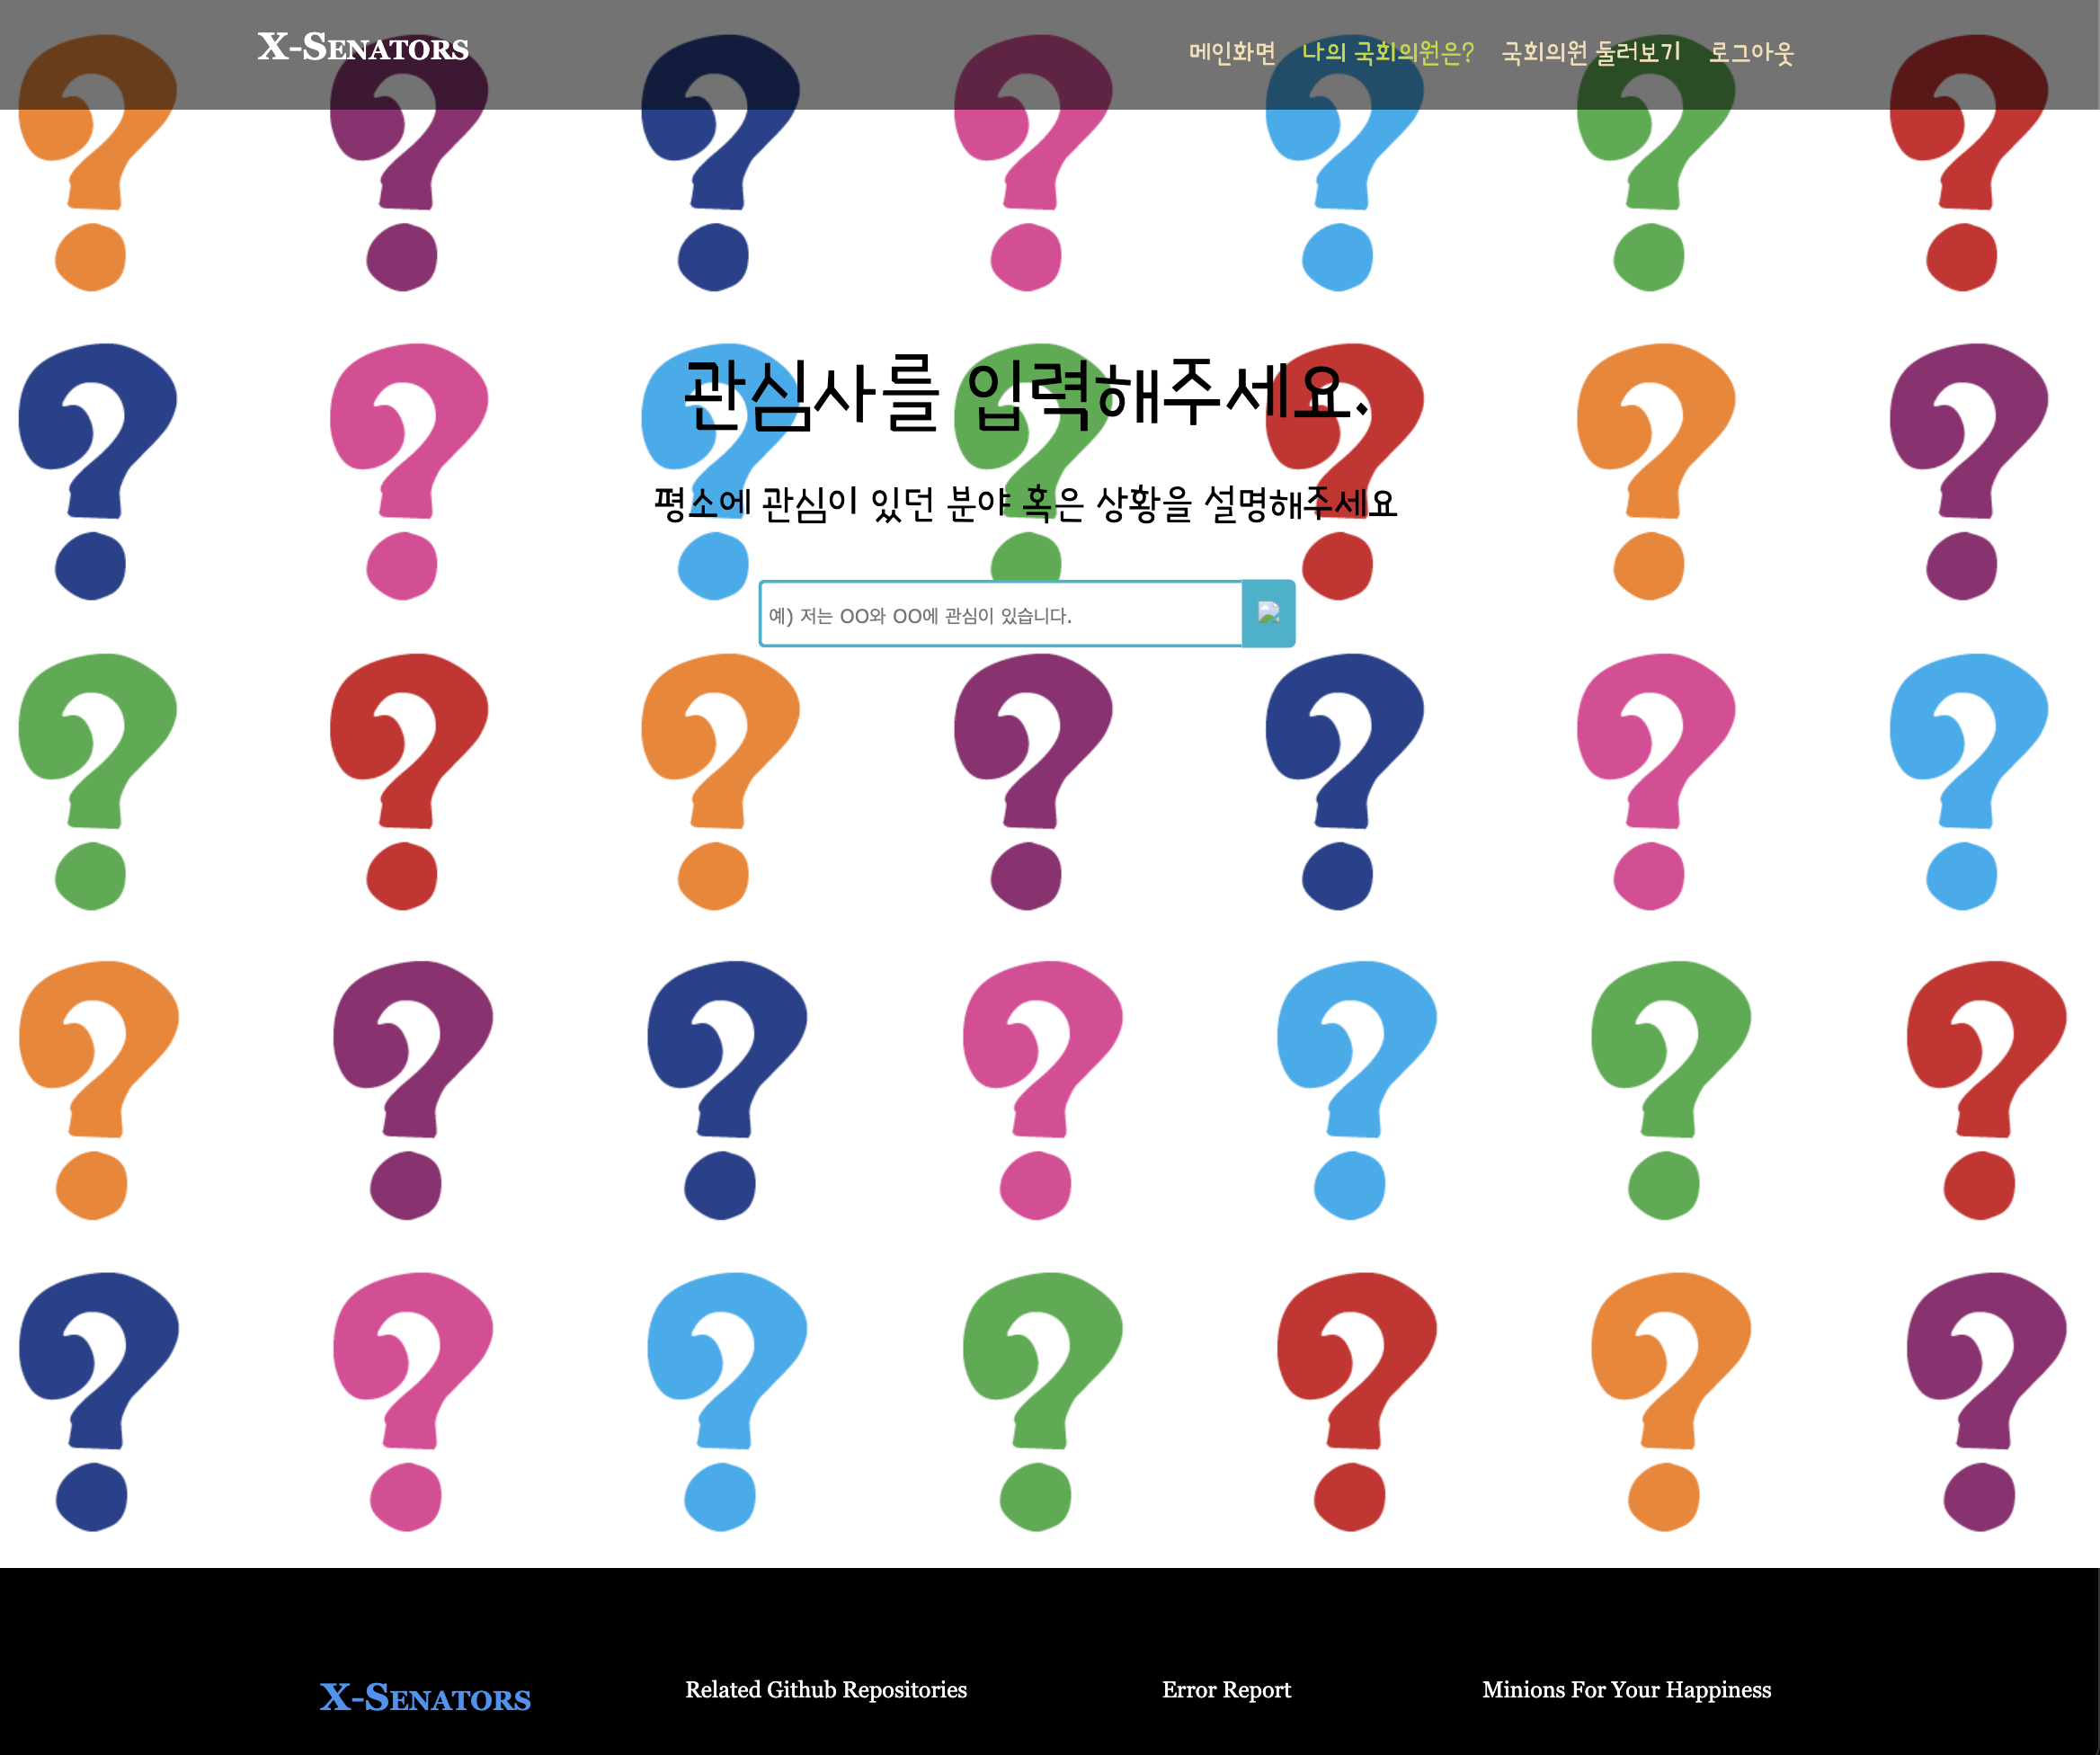 X-Senators
메인화면 나의 국회의원은? 국회의원 둘러보기 로그아웃
관심사를 입력해주세요.
평소에 관심이 있던 분야 혹은 상황을 설명해주세요
예) 저는 OO와 OO에 관심이 있습니다.
X-Senators
Related Github Repositories
Error Report
Minions For Your Happiness